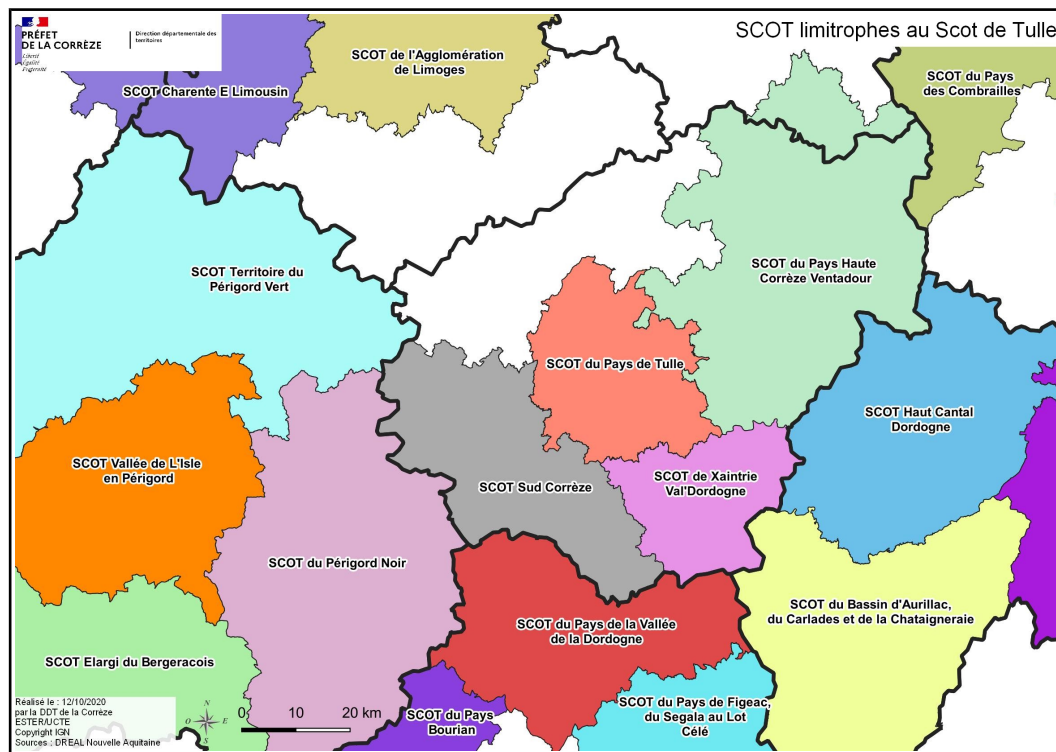 SCOT limitrophes au Scot de Tulle
PRÉFET
DE LA CORRÈZE
Liberté
Égalité
Fraternité
Direction départementale des
territoires
SCOT de l'Agglomération
de Limoges
SCOT Charente E Limousin
SCOT du Pays
des Combrailles
SCOT Territoire du
Périgord Vert
SCOT du Pays Haute
Corrèze Ventadour
SCOT du Pays de Tulle
SCOT Haut Cantal
Dordogne
SCOT Vallée de L'Isle
en Périgord
SCOT Sud Corrèze
SCOT de Xaintrie
Val'Dordogne
SCOT du Périgord Noir
SCOT du Bassin d'Aurillac,
du Carlades et de la Chataigneraie
SCOT du Pays de la Vallée
de la Dordogne
SCOT Elargi du Bergeracois
SCOT du Pays
Bourian
SCOT du Pays de Figeac,
du Segala au Lot
Célé
Réalisé le : 12/10/2020
par la DDT de la Corrèze
ESTER/UCTE
Copyright IGN
Sources : DREAL Nouvelle Aquitaine
N
O E
S
0 10 20 km